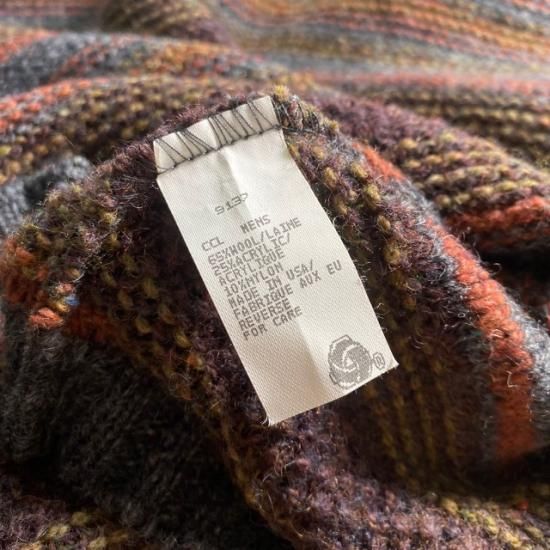 9137
CCL MENS
65%WOOL/LAINE
25%ACRYLIC/
ACRYLIQUE
10%NYLON
MADE IN USA/
FABRIQUE AUX EU
REVERSE
FOR CARE
®